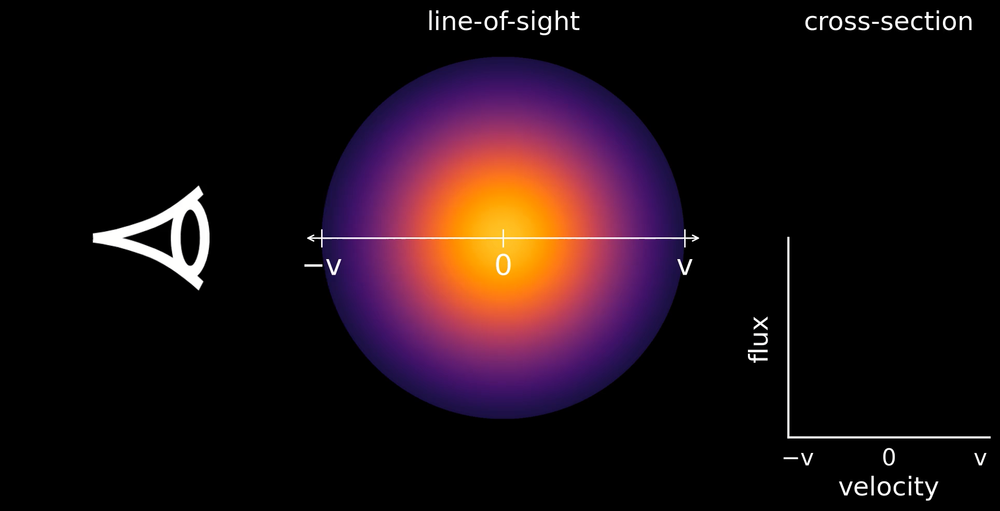 line-of-sight
cross-section
−v
0
v
flux
−v
0
v
velocity